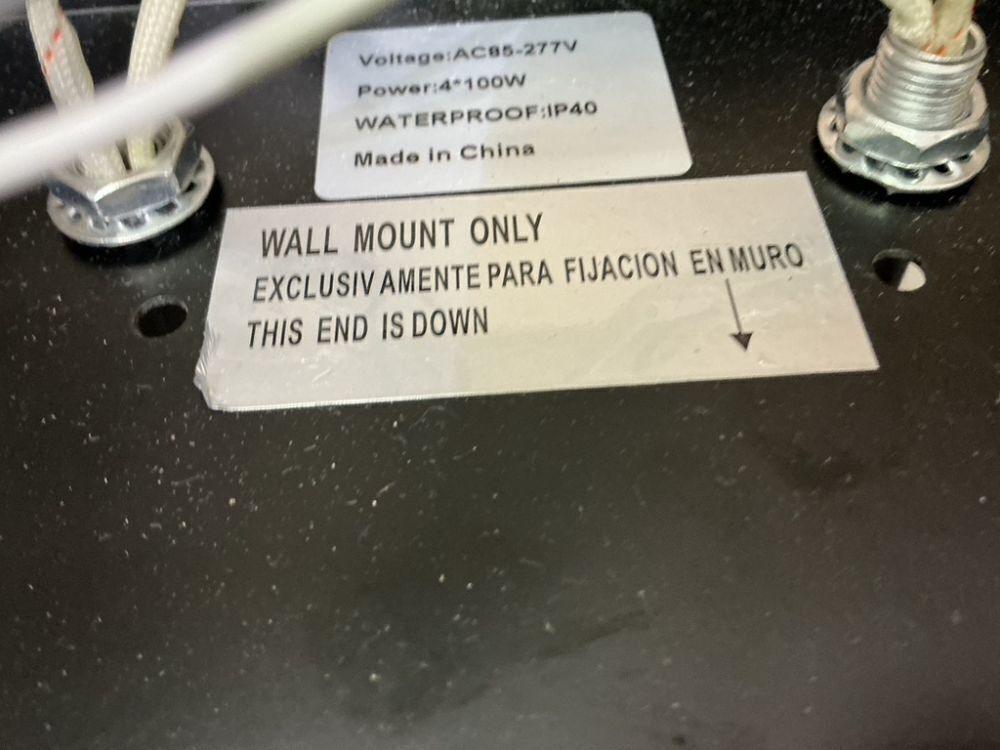 Voltage:AC85-277V
Power:4*100W
WATERPROOF:IP40
Made in China
WALL MOUNT ONLY
EXCLUSIV AMENTE PARA FIJACION EN MURO
THIS END IS DOWN